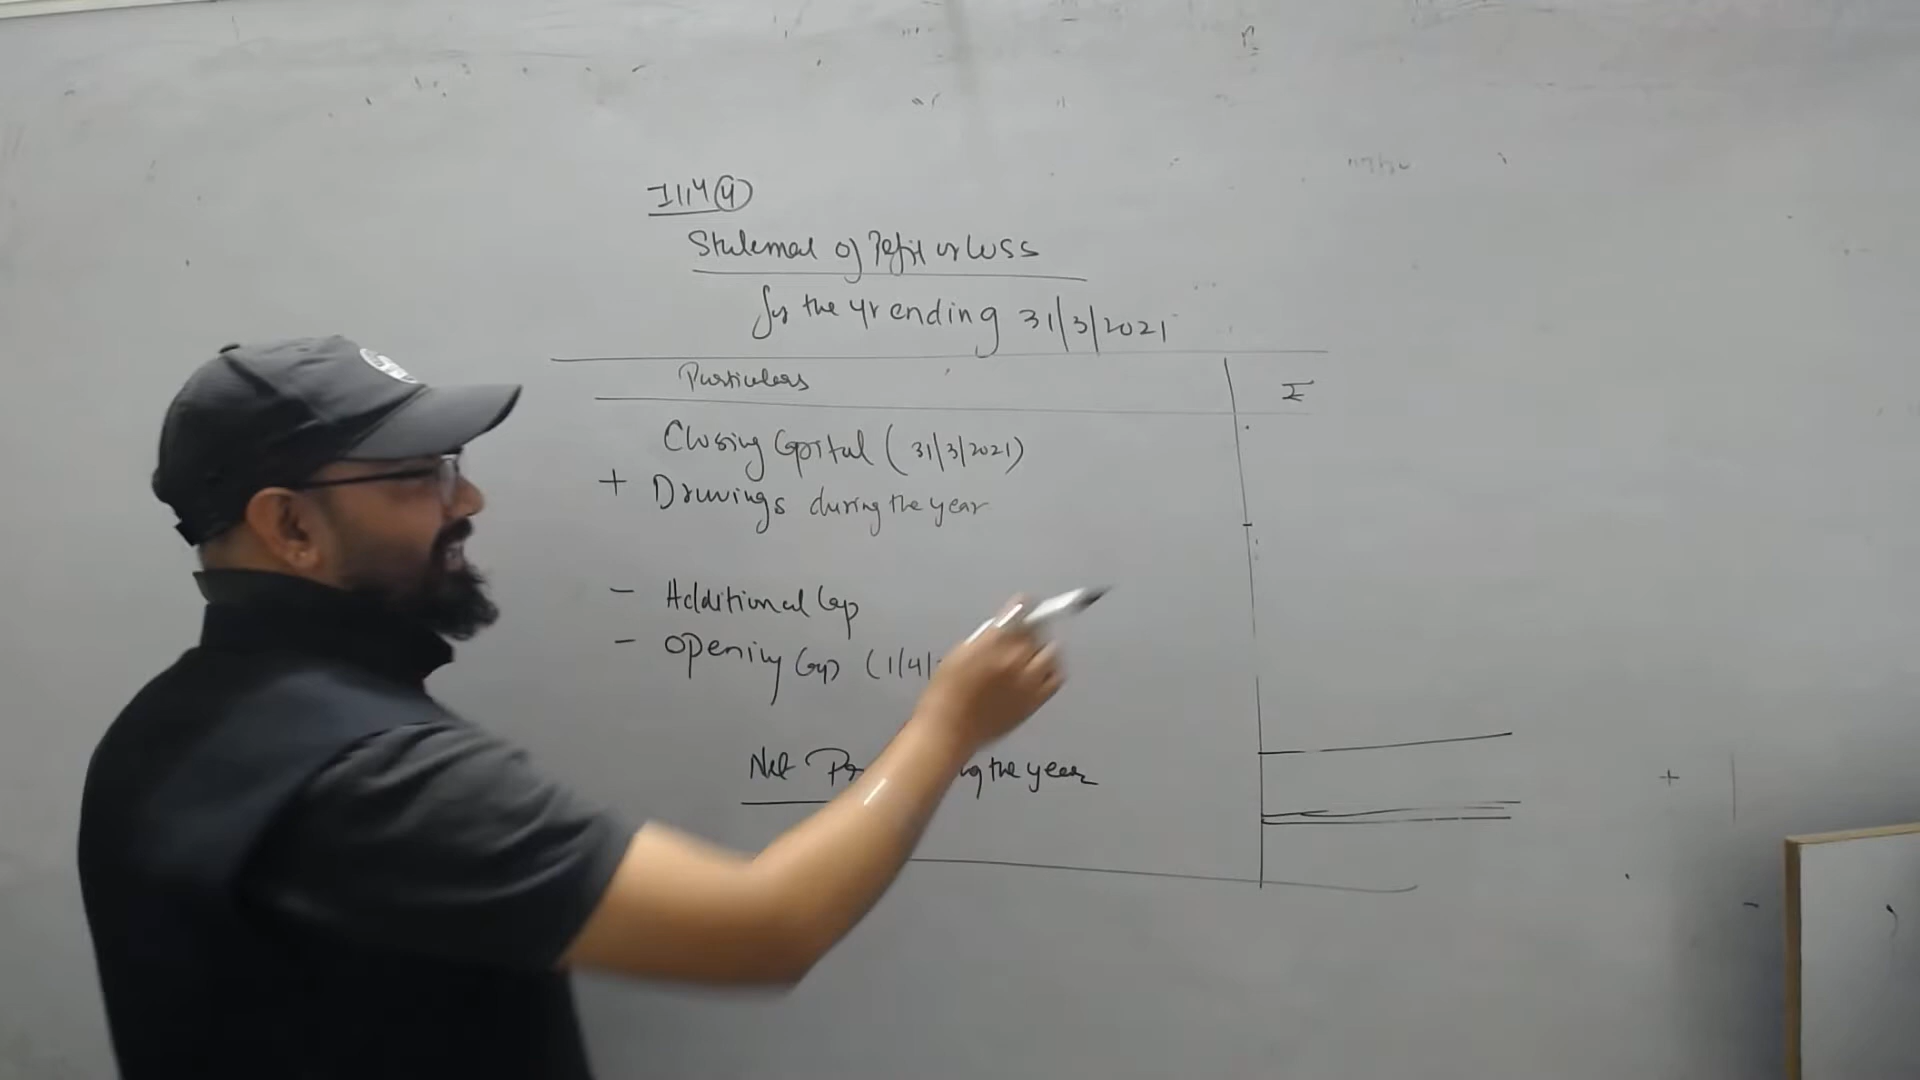 Ill4 (4)
Statement of Profit or Loss
for the yr ending 31/3/2021
Particulars ₹
Closing Capital (31/3/2021)
+ Drawings during the year
- Additional Cap
- Opening Cap (1/4/
Net the year